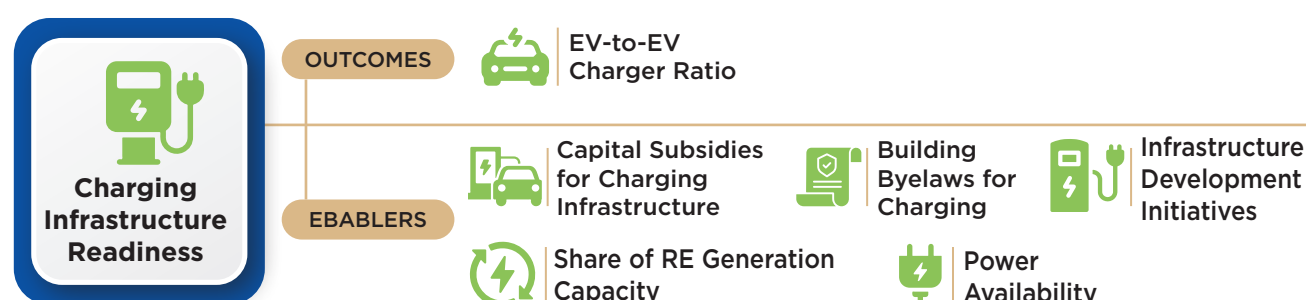 Charging
Infrastructure
Readiness
OUTCOMES
EV-to-EV
Charger Ratio
EBABLERS
Capital Subsidies
for Charging
Infrastructure
Building
Byelaws for
Charging
Infrastructure
Development
Initiatives
Share of RE Generation
Capacity
Power
Availability